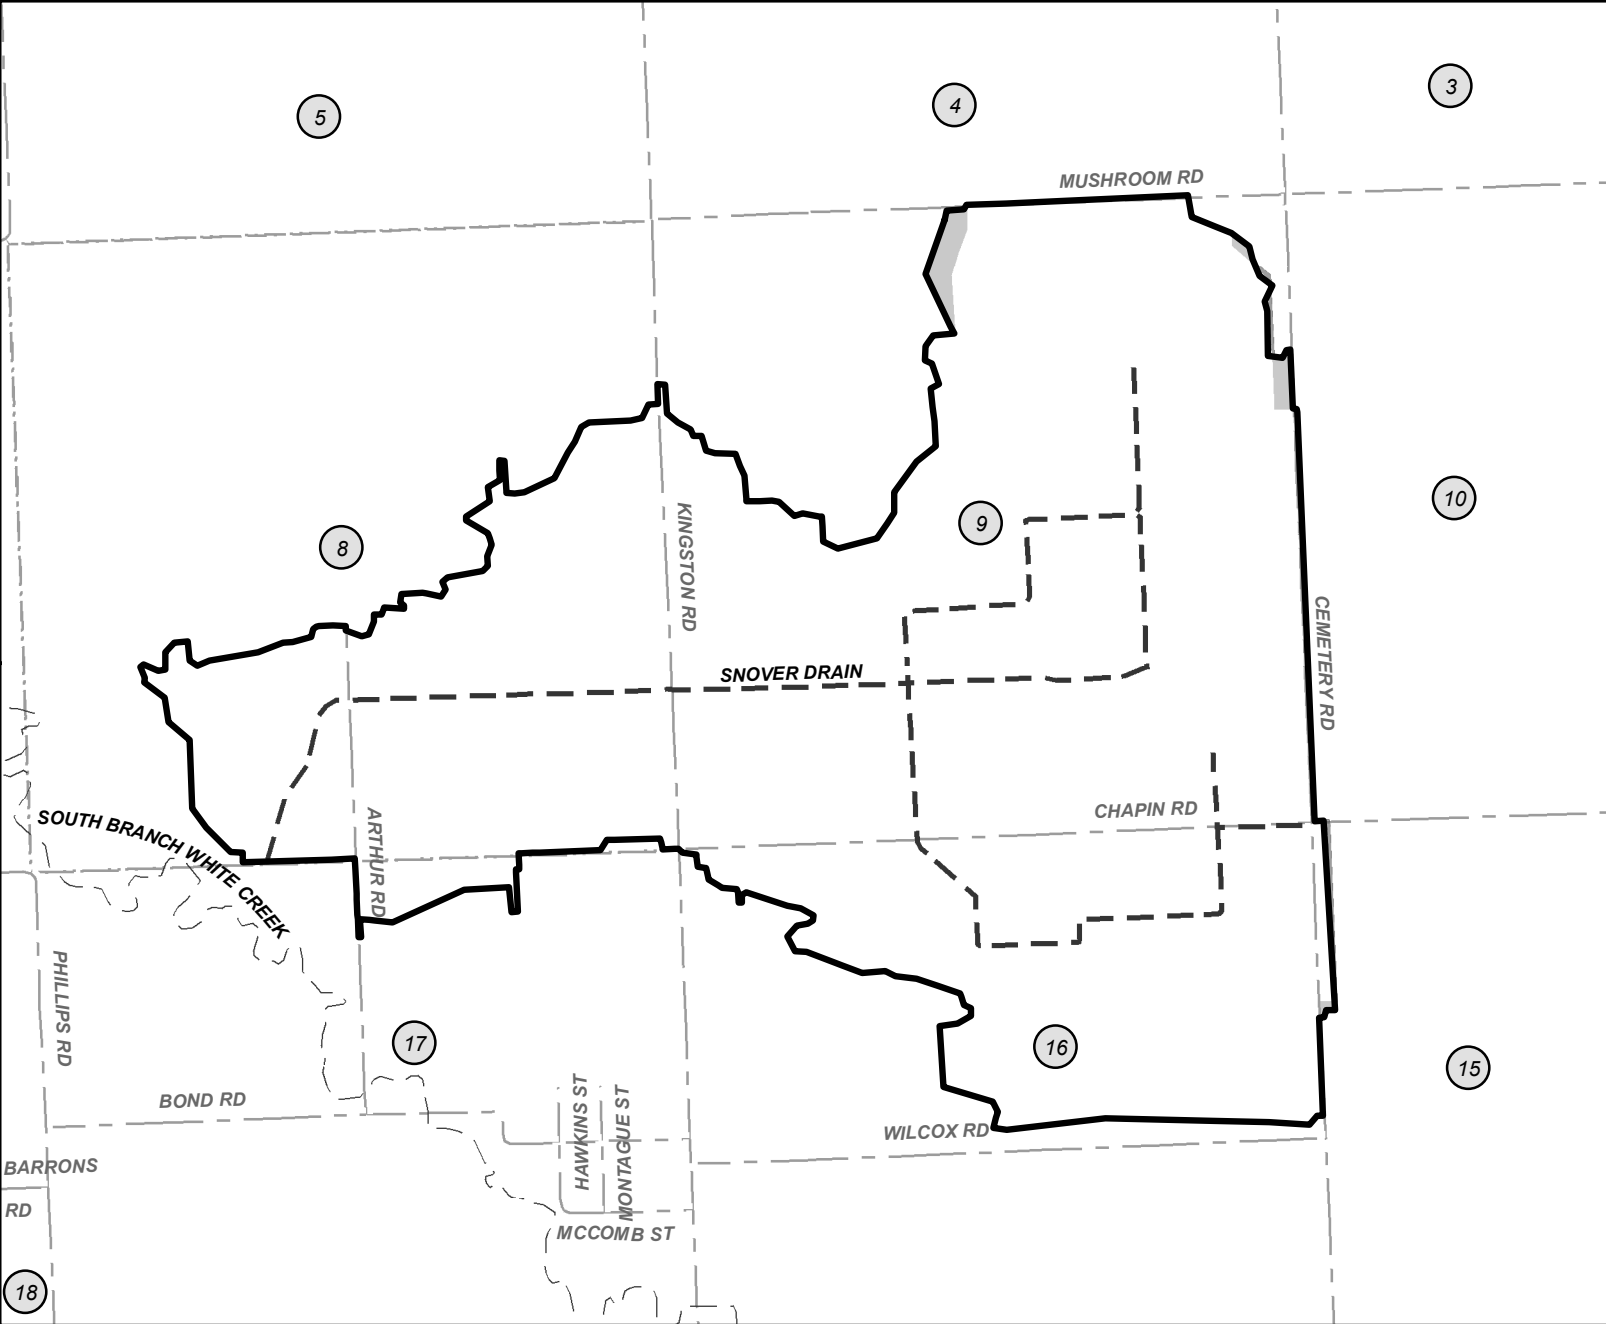 3
4
5
MUSHROOM RD
10
9
8
KINGSTON RD
CEMETERY RD
SNOVER DRAIN
CHAPIN RD
ARTHUR RD
SOUTH BRANCH WHITE CREEK
PHILLIPS RD
17
16
15
BOND RD
HAWKINS ST
MONTAGUE ST
WILCOX RD
BARRONS
RD
MCCOMB ST
18